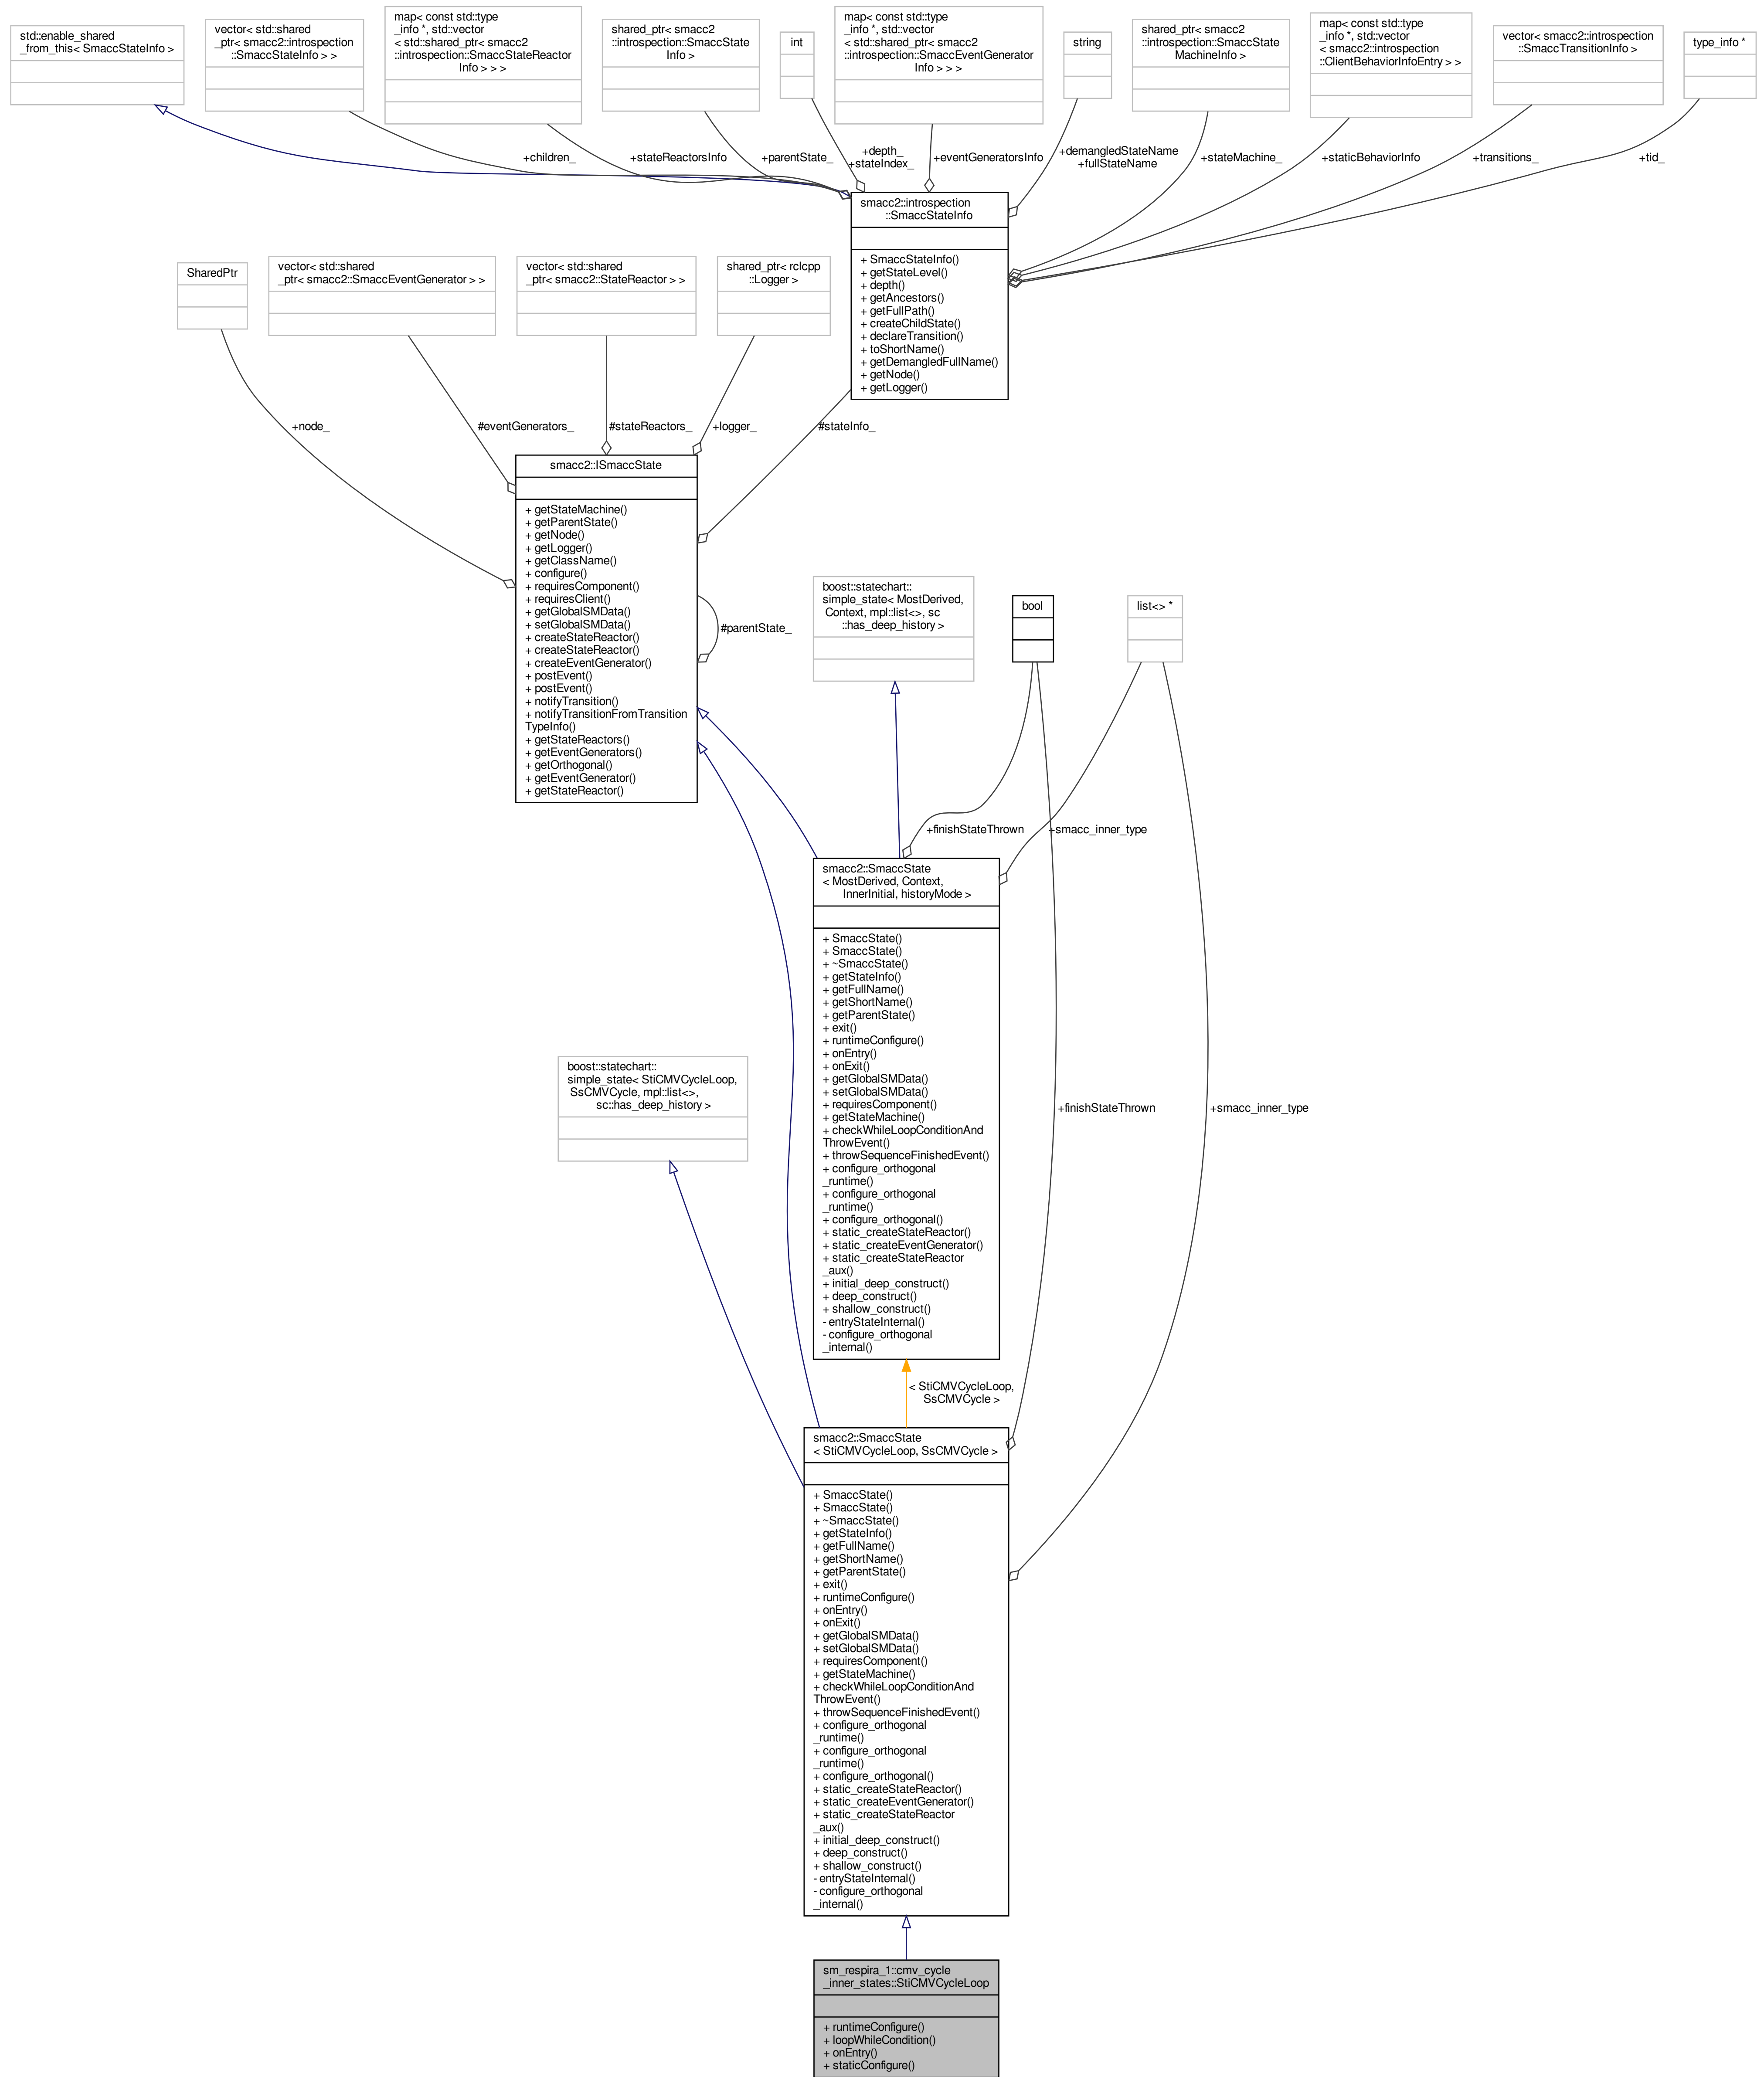 std::enable_shared
_from_this< SmaccStateInfo >
vector< std::shared
_ptr< smacc2::introspection
::SmaccStateInfo > >
map< const std::type
_info *, std::vector
< std::shared_ptr< smacc2
::introspection::SmaccStateReactor
Info > > >
shared_ptr< smacc2
::introspection::SmaccState
Info >
int
map< const std::type
_info *, std::vector
< std::shared_ptr< smacc2
::introspection::SmaccEventGenerator
Info > > >
string
shared_ptr< smacc2
::introspection::SmaccState
MachineInfo >
map< const std::type
_info *, std::vector
< smacc2::introspection
::ClientBehaviorInfoEntry > >
vector< smacc2::introspection
::SmaccTransitionInfo >
type_info *
+children_
+stateReactorsInfo
+parentState_
+depth_
+stateIndex_
+eventGeneratorsInfo
+demangledStateName
+fullStateName
+stateMachine_
+staticBehaviorInfo
+transitions_
+tid_
smacc2::introspection
::SmaccStateInfo
+ SmaccStateInfo()
+ getStateLevel()
+ depth()
+ getAncestors()
+ getFullPath()
+ createChildState()
+ declareTransition()
+ toShortName()
+ getDemangledFullName()
+ getNode()
+ getLogger()
SharedPtr
vector< std::shared
_ptr< smacc2::SmaccEventGenerator > >
vector< std::shared
_ptr< smacc2::StateReactor > >
shared_ptr< rclcpp
::Logger >
+node_
#eventGenerators_
#stateReactors_
+logger_
#stateInfo_
smacc2::ISmaccState
+ getStateMachine()
+ getParentState()
+ getNode()
+ getLogger()
+ getClassName()
+ configure()
+ requiresComponent()
+ requiresClient()
+ getGlobalSMData()
+ setGlobalSMData()
+ createStateReactor()
+ createStateReactor()
+ createEventGenerator()
+ postEvent()
+ postEvent()
+ notifyTransition()
+ notifyTransitionFromTransition
TypeInfo()
+ getStateReactors()
+ getEventGenerators()
+ getOrthogonal()
+ getEventGenerator()
+ getStateReactor()
#parentState_
boost::statechart::
simple_state< MostDerived,
Context, mpl::list<>, sc
::has_deep_history >
bool
list<> *
+finishStateThrown
+smacc_inner_type
smacc2::SmaccState
< MostDerived, Context,
InnerInitial, historyMode >
+ SmaccState()
+ SmaccState()
+ ~SmaccState()
+ getStateInfo()
+ getFullName()
+ getShortName()
+ getParentState()
+ exit()
+ runtimeConfigure()
+ onEntry()
+ onExit()
+ getGlobalSMData()
+ setGlobalSMData()
+ requiresComponent()
+ getStateMachine()
+ checkWhileLoopConditionAnd
ThrowEvent()
+ throwSequenceFinishedEvent()
+ configure_orthogonal
_runtime()
+ configure_orthogonal
_runtime()
+ configure_orthogonal()
+ static_createStateReactor()
+ static_createEventGenerator()
+ static_createStateReactor
_aux()
+ initial_deep_construct()
+ deep_construct()
+ shallow_construct()
- entryStateInternal()
- configure_orthogonal
_internal()
boost::statechart::
simple_state< StiCMVCycleLoop,
SsCMVCycle, mpl::list<>,
sc::has_deep_history >
+finishStateThrown
+smacc_inner_type
< StiCMVCycleLoop,
SsCMVCycle >
smacc2::SmaccState
< StiCMVCycleLoop, SsCMVCycle >
+ SmaccState()
+ SmaccState()
+ ~SmaccState()
+ getStateInfo()
+ getFullName()
+ getShortName()
+ getParentState()
+ exit()
+ runtimeConfigure()
+ onEntry()
+ onExit()
+ getGlobalSMData()
+ setGlobalSMData()
+ requiresComponent()
+ getStateMachine()
+ checkWhileLoopConditionAnd
ThrowEvent()
+ throwSequenceFinishedEvent()
+ configure_orthogonal
_runtime()
+ configure_orthogonal
_runtime()
+ configure_orthogonal()
+ static_createStateReactor()
+ static_createEventGenerator()
+ static_createStateReactor
_aux()
+ initial_deep_construct()
+ deep_construct()
+ shallow_construct()
- entryStateInternal()
- configure_orthogonal
_internal()
sm_respira_1::cmv_cycle
_inner_states::StiCMVCycleLoop
+ runtimeConfigure()
+ loopWhileCondition()
+ onEntry()
+ staticConfigure()